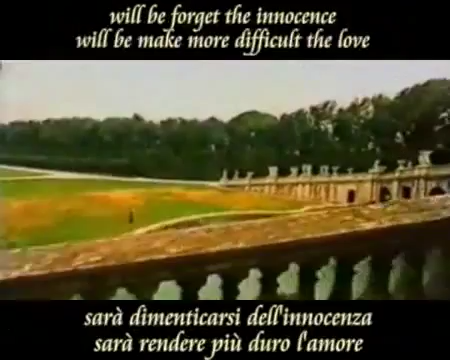 will be forget the innocence
will be make more difficult the love
sarà dimenticarsi dell'innocenza
sarà rendere più duro l'amore